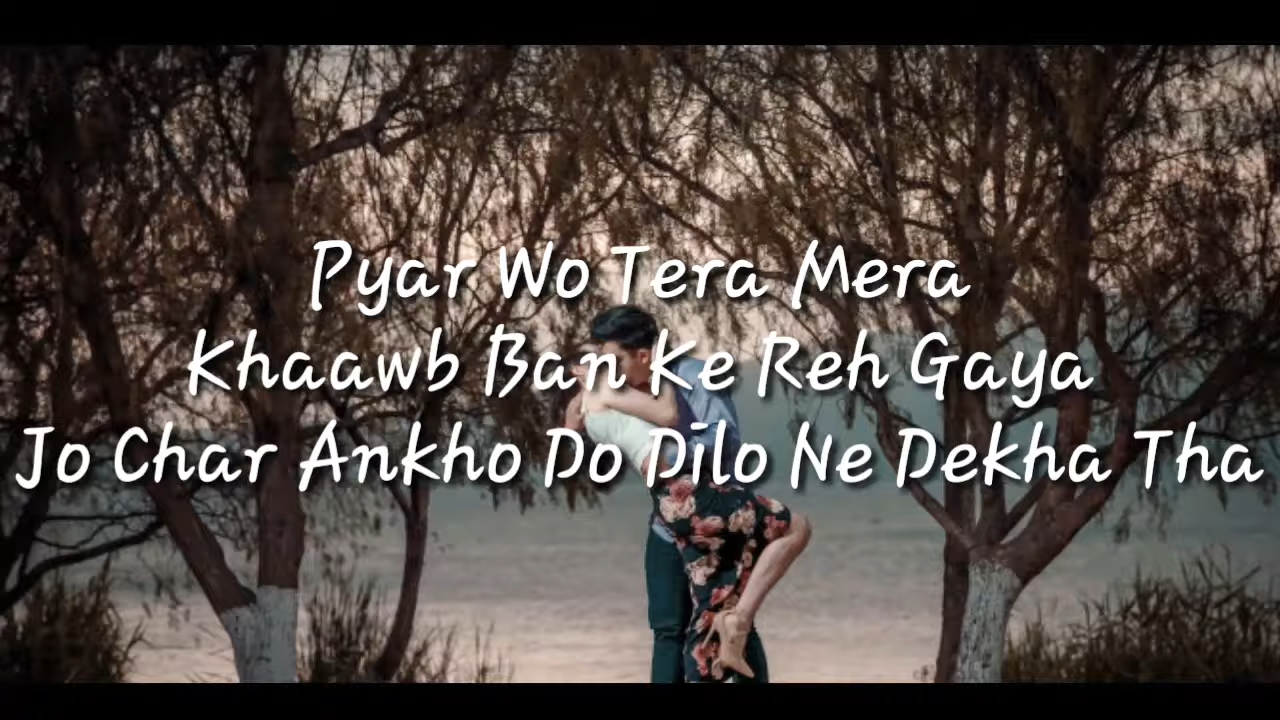 Pyar Wo Tera Mera
Khaawb Ban Ke Reh Gaya
Jo Char Ankho Do Dilo Ne Dekha Tha